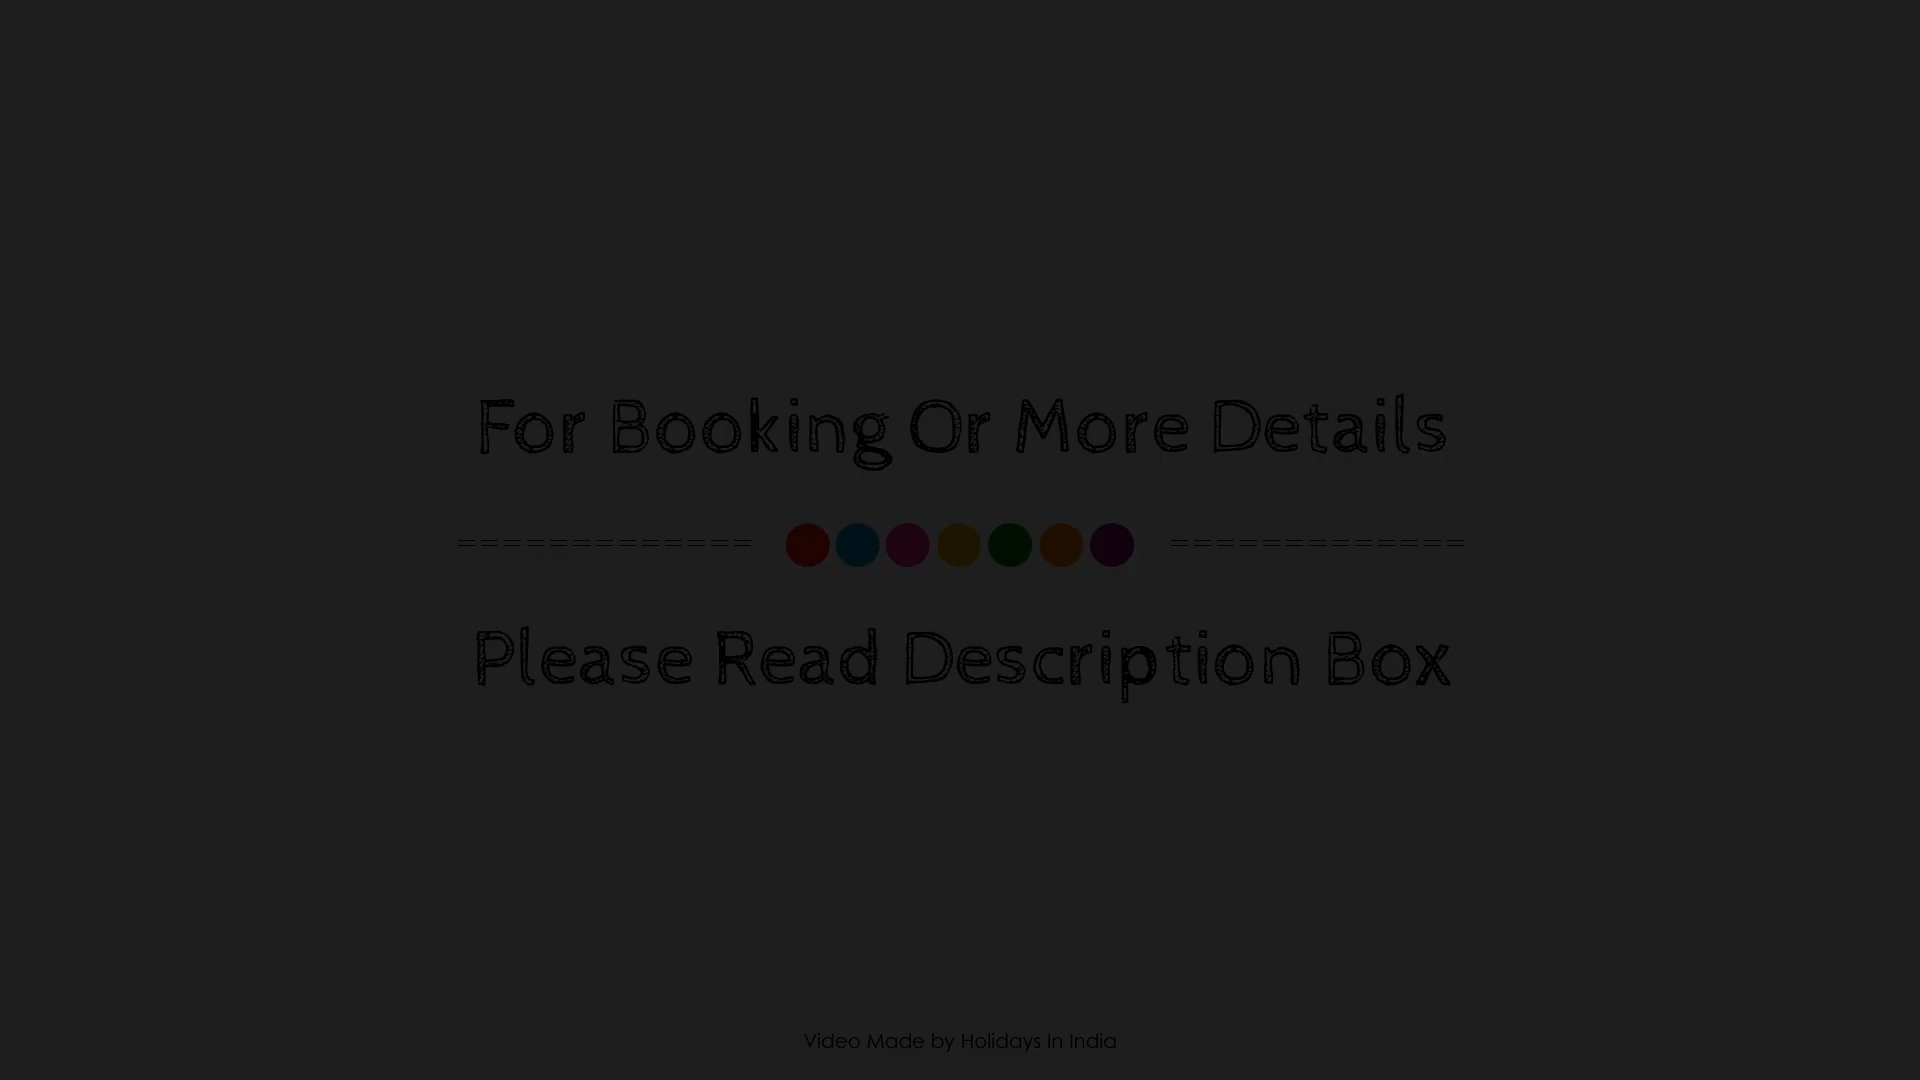 For Booking Or More Details
============= =============
Please Read Description Box
Video Made by Holidays In India